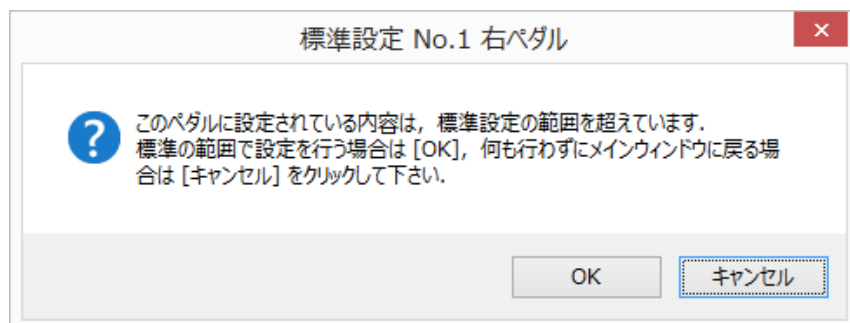 標準設定 No.1 右ペダル
このペダルに設定されている内容は，標準設定の範囲を超えています．
標準の範囲で設定を行う場合は [OK]，何も行わずにメインウィンドウに戻る場
合は [キャンセル] をクリックして下さい．
OK
キャンセル